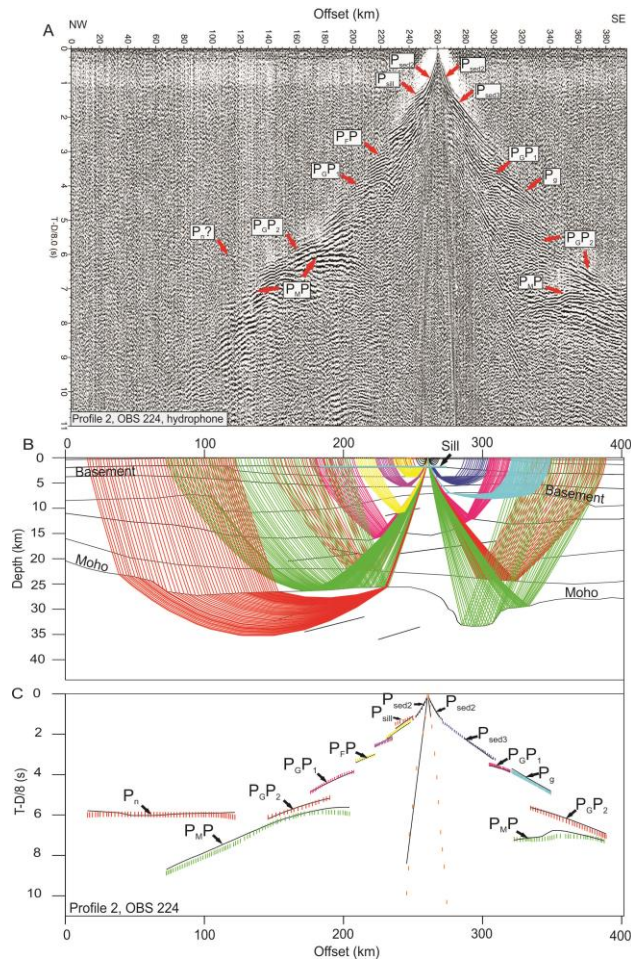 Offset (km)
NW
SE
A
0 20 40 60 80 100 120 140 160 180 200 220 240 260 280 300 320 340 360 380
0
1
2
3
4
5
6
7
8
9
10
11
T-D/8.0 (s)
Psed2
Psed2
Psill
PFP
PGP1
PGP
Pg
Pn?
PGP2
PGP2
PMP
PMP
Profile 2, OBS 224, hydrophone
B
0 100 200 300 400
Sill
0
5
10
15
20
25
30
35
40
Depth (km)
Basement
Basement
Moho
Moho
C
0
2
4
6
8
10
T-D/8 (s)
Psed2
Psed2
Psill
Psed3
PFP
PGP1
PGP1
Pg
Pn
PGP2
PGP2
PMP
PMP
Profile 2, OBS 224
0 100 200 300 400
Offset (km)